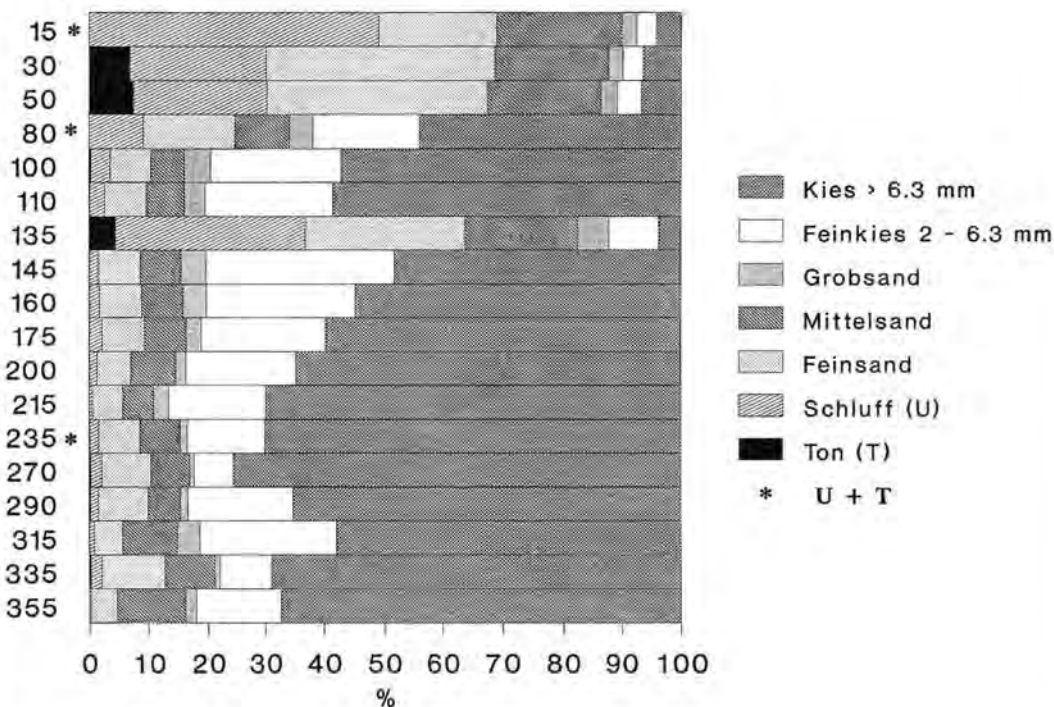 15 *
30
50
80 *
100
110
135
145
160
175
200
215
235 *
270
290
315
335
355
0 10 20 30 40 50 60 70 80 90 100
%
Kies > 6.3 mm
Feinkies 2 - 6.3 mm
Grobsand
Mittelsand
Feinsand
Schluff (U)
Ton (T)
* U + T